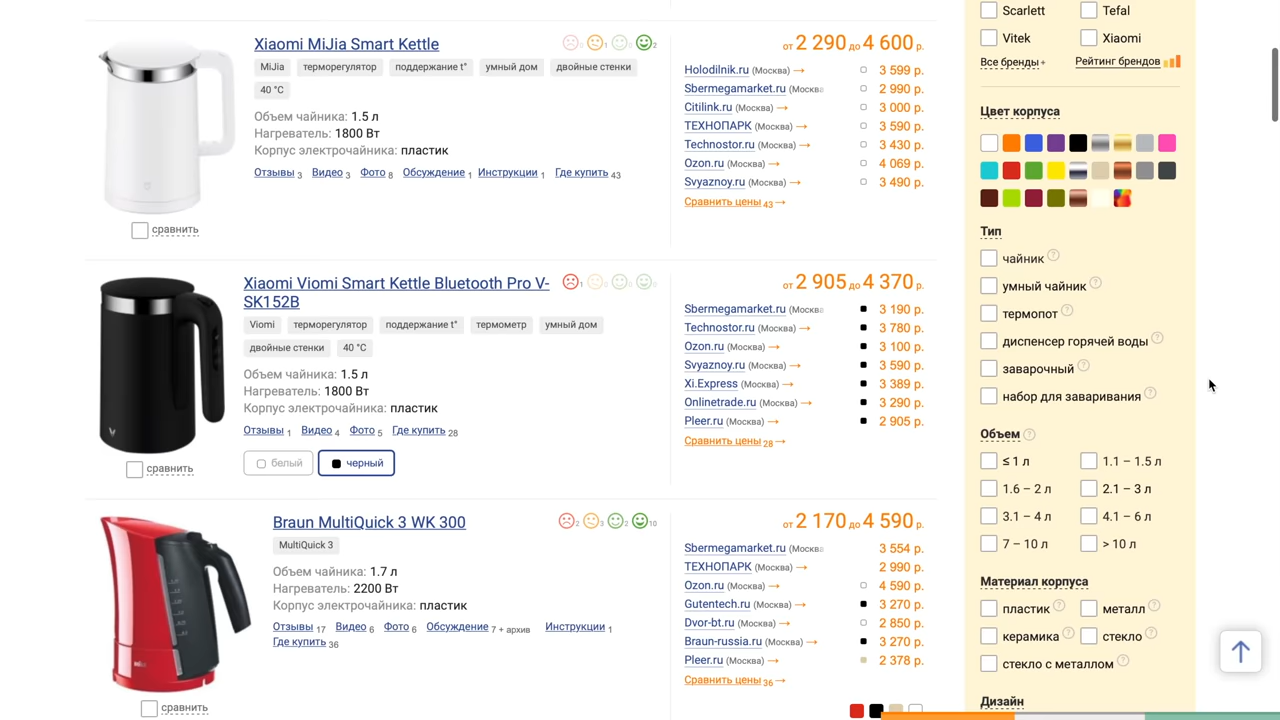 Xiaomi MiJia Smart Kettle
0 1 0 2
MiJia терморегулятор поддержание t° умный дом двойные стенки
40 °C
Объем чайника: 1.5 л
Нагреватель: 1800 Вт
Корпус электрочайника: пластик
Отзывы 3 Видео 3 Фото 8 Обсуждение 1 Инструкции 1 Где купить 43
сравнить
от 2 290 до 4 600 р.
Holodilnik.ru (Москва) → 3 599 р.
Sbermegamarket.ru (Москва 2 990 р.
Citilink.ru (Москва) → 3 000 р.
ТЕХНОПАРК (Москва) → 3 590 р.
Technostor.ru (Москва) → 3 430 р.
Ozon.ru (Москва) → 4 069 р.
Svyaznoy.ru (Москва) → 3 490 р.
Сравнить цены 43 →
Xiaomi Viomi Smart Kettle Bluetooth Pro V-
SK152B
1 0 0 0
Viomi терморегулятор поддержание t° термометр умный дом
двойные стенки 40 °C
Объем чайника: 1.5 л
Нагреватель: 1800 Вт
Корпус электрочайника: пластик
Отзывы 1 Видео 4 Фото 5 Где купить 28
белый черный
сравнить
от 2 905 до 4 370 р.
Sbermegamarket.ru (Москва 3 190 р.
Technostor.ru (Москва) → 3 780 р.
Ozon.ru (Москва) → 3 100 р.
Svyaznoy.ru (Москва) → 3 590 р.
Xi.Express (Москва) → 3 389 р.
Onlinetrade.ru (Москва) → 3 290 р.
Pleer.ru (Москва) → 2 905 р.
Сравнить цены 28 →
Braun MultiQuick 3 WK 300
2 3 2 10
MultiQuick 3
Объем чайника: 1.7 л
Нагреватель: 2200 Вт
Корпус электрочайника: пластик
Отзывы 17 Видео 6 Фото 6 Обсуждение 7 + архив Инструкции 1
Где купить 36
сравнить
от 2 170 до 4 590 р.
Sbermegamarket.ru (Москва 3 554 р.
ТЕХНОПАРК (Москва) → 2 990 р.
Ozon.ru (Москва) → 4 590 р.
Gutentech.ru (Москва) → 3 270 р.
Dvor-bt.ru (Москва) → 2 850 р.
Braun-russia.ru (Москва) → 3 270 р.
Pleer.ru (Москва) → 2 378 р.
Сравнить цены 36 →
Scarlett Tefal
Vitek Xiaomi
Все бренды + Рейтинг брендов
Цвет корпуса
Тип
чайник ?
умный чайник ?
термопот ?
диспенсер горячей воды ?
заварочный ?
набор для заваривания ?
Объем ?
≤ 1 л 1.1 – 1.5 л
1.6 – 2 л 2.1 – 3 л
3.1 – 4 л 4.1 – 6 л
7 – 10 л > 10 л
Материал корпуса
пластик ? металл ?
керамика ? стекло ?
стекло с металлом ?
Дизайн